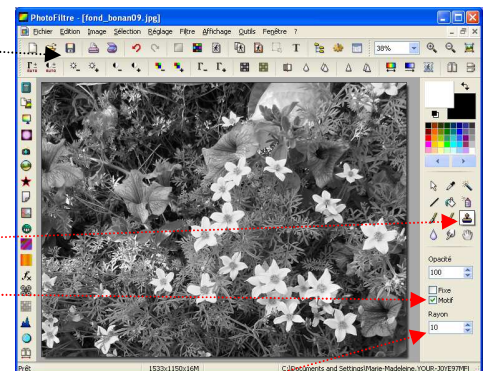 PhotoFiltre - [fond_bonan09.jpg]
Fichier Edition Image Sélection Réglage Filtre Affichage Outils Fenêtre ?
38%
Opacité
100
Fixe
Motif
Rayon
10
Prêt
1533x1150x16M
C:\Documents and Settings\Marie-Madeleine.YOUR-J0YE97MFI